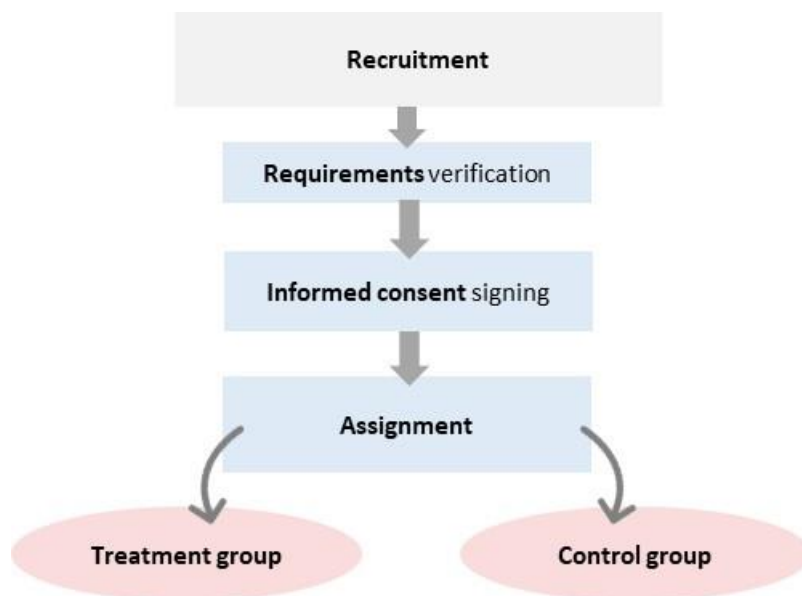 Recruitment
Requirements verification
Informed consent signing
Assignment
Treatment group
Control group